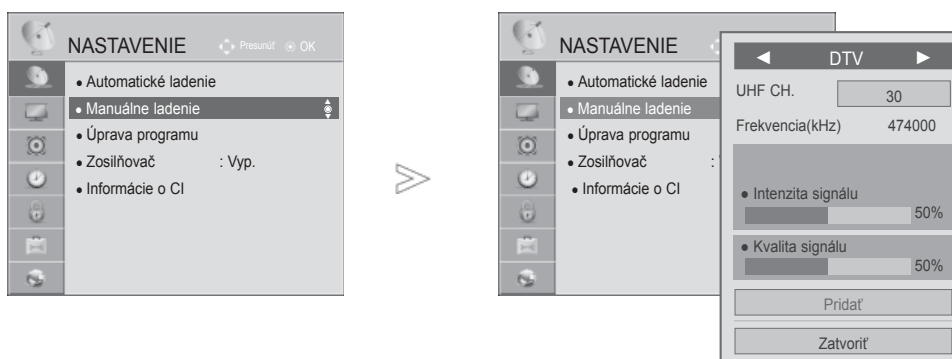 NASTAVENIE Presunúť OK
● Automatické ladenie
● Manuálne ladenie
● Úprava programu
● Zosilňovač : Vyp.
● Informácie o CI
NASTAVENIE
● Automatické ladenie
● Manuálne ladenie
● Úprava programu
● Zosilňovač :
● Informácie o CI
◄ DTV ►
UHF CH. 30
Frekvencia(kHz) 474000
● Intenzita signálu
50%
● Kvalita signálu
50%
Pridať
Zatvoriť